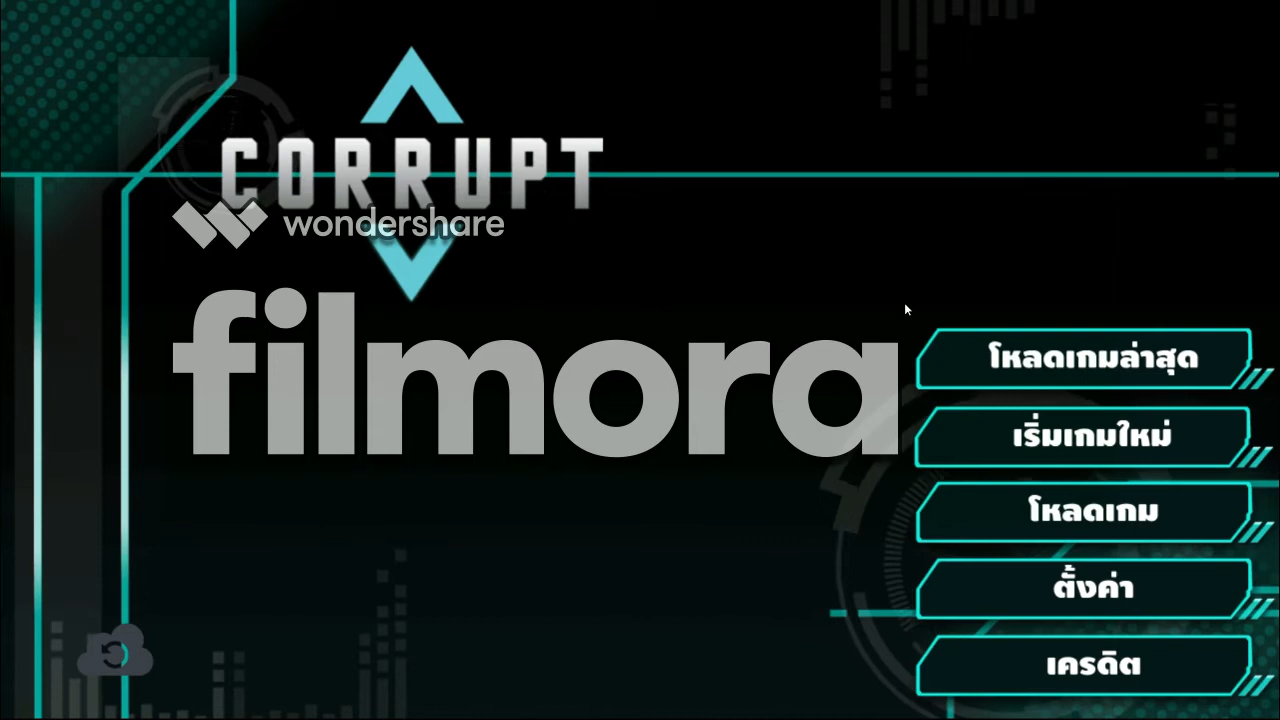 CORRUPT
wondershare
filmora
โหลดเกมล่าสุด
เริ่มเกมใหม่
โหลดเกม
ตั้งค่า
เครดิต